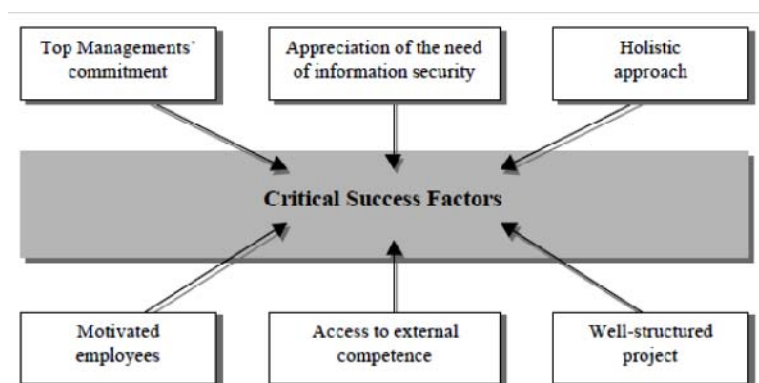 Top Managements´
commitment
Appreciation of the need
of information security
Holistic
approach
Critical Success Factors
Motivated
employees
Access to external
competence
Well-structured
project